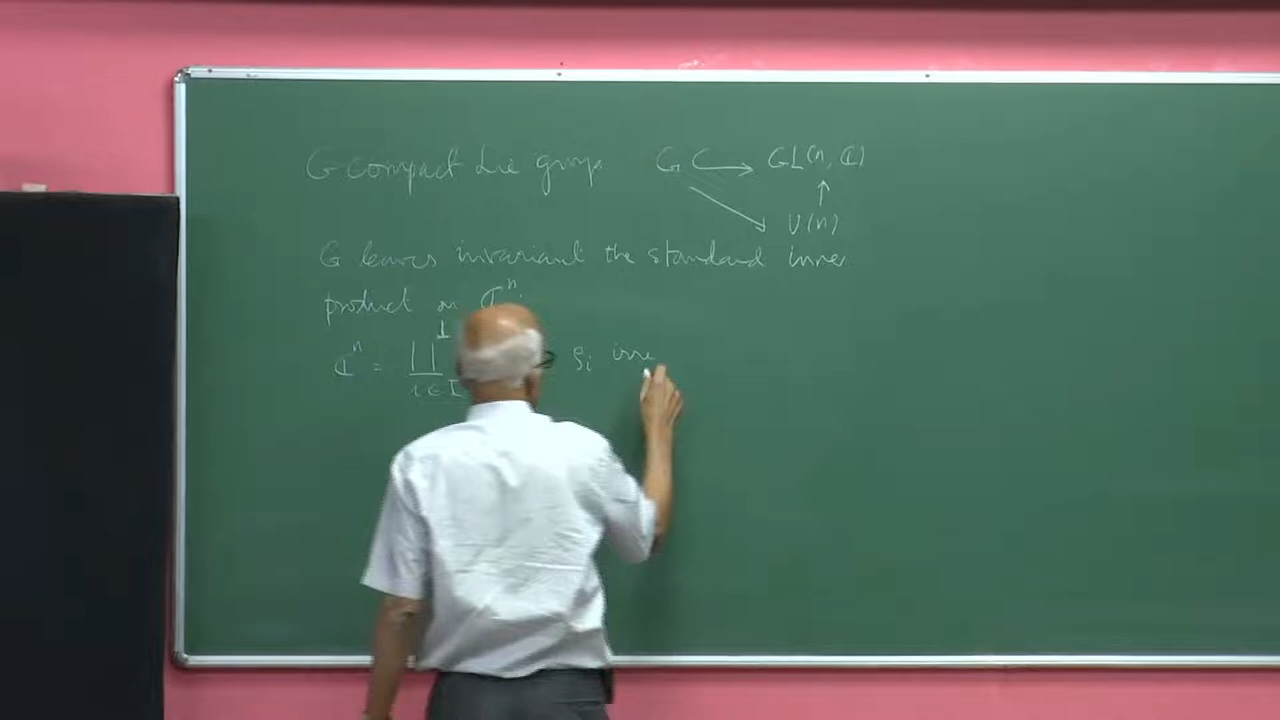 G compact Lie group. G ↪ GL(n, ℂ)
↘ ↑
U(n)
G leaves invariant the standard inner
product on ℂⁿ.
ℂⁿ = ∐^⊥ ρᵢ irre
i ∈ I